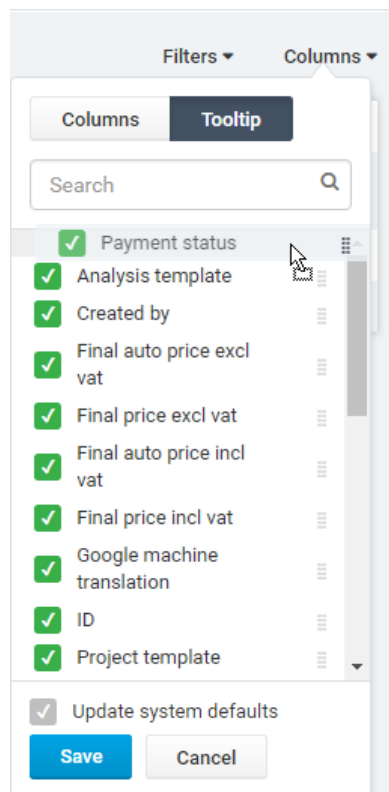 Filters Columns
Columns Tooltip
Search
Payment status
Analysis template
Created by
Final auto price excl
vat
Final price excl vat
Final auto price incl
vat
Final price incl vat
Google machine
translation
ID
Project template
Update system defaults
Save Cancel